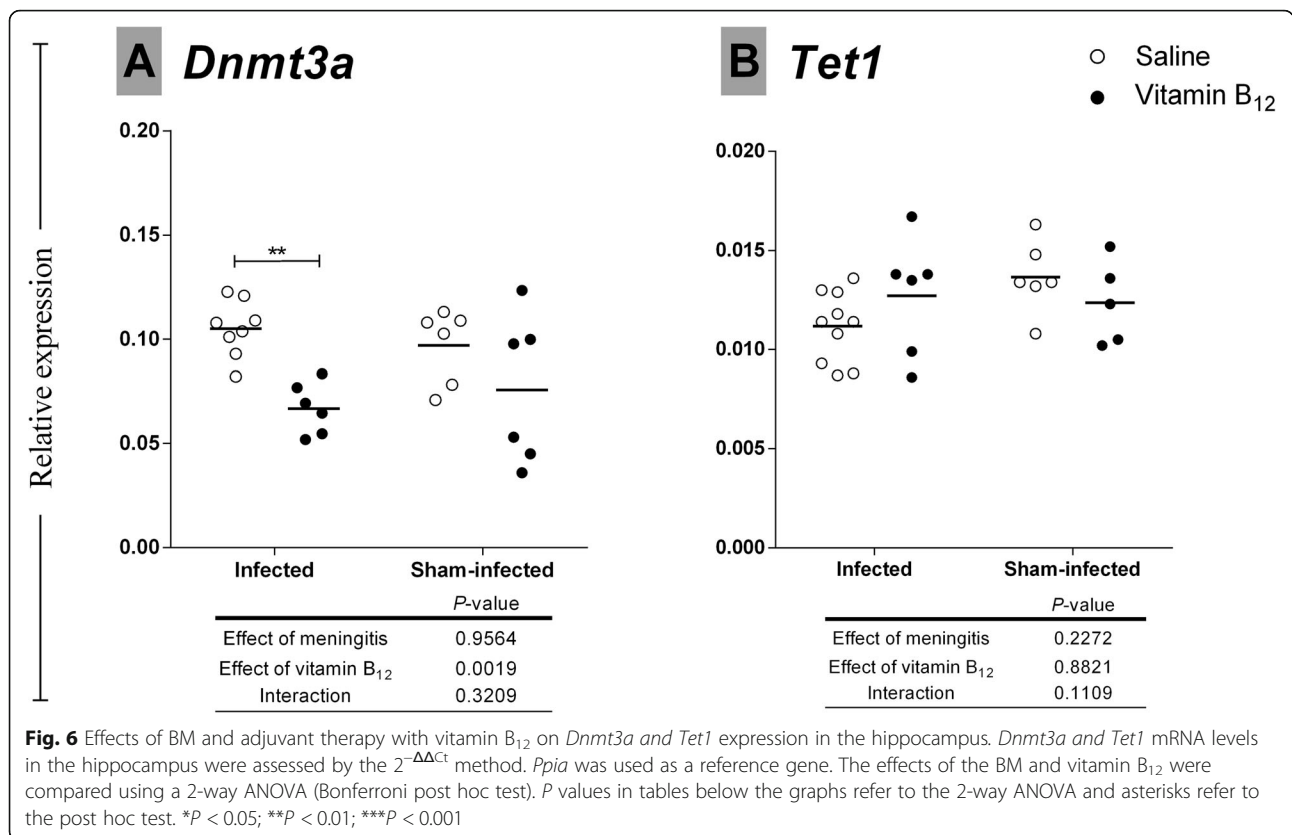 A Dnmt3a
B Tet1
Saline
Vitamin B12
Relative expression
0.20
0.15
0.10
0.05
0.00
**
Infected Sham-infected
0.020
0.015
0.010
0.005
0.000
Infected Sham-infected
P-value
Effect of meningitis 0.9564
Effect of vitamin B12 0.0019
Interaction 0.3209
P-value
Effect of meningitis 0.2272
Effect of vitamin B12 0.8821
Interaction 0.1109
Fig. 6 Effects of BM and adjuvant therapy with vitamin B12 on Dnmt3a and Tet1 expression in the hippocampus. Dnmt3a and Tet1 mRNA levels
in the hippocampus were assessed by the 2−ΔΔCt method. Ppia was used as a reference gene. The effects of the BM and vitamin B12 were
compared using a 2-way ANOVA (Bonferroni post hoc test). P values in tables below the graphs refer to the 2-way ANOVA and asterisks refer to
the post hoc test. *P < 0.05; **P < 0.01; ***P < 0.001